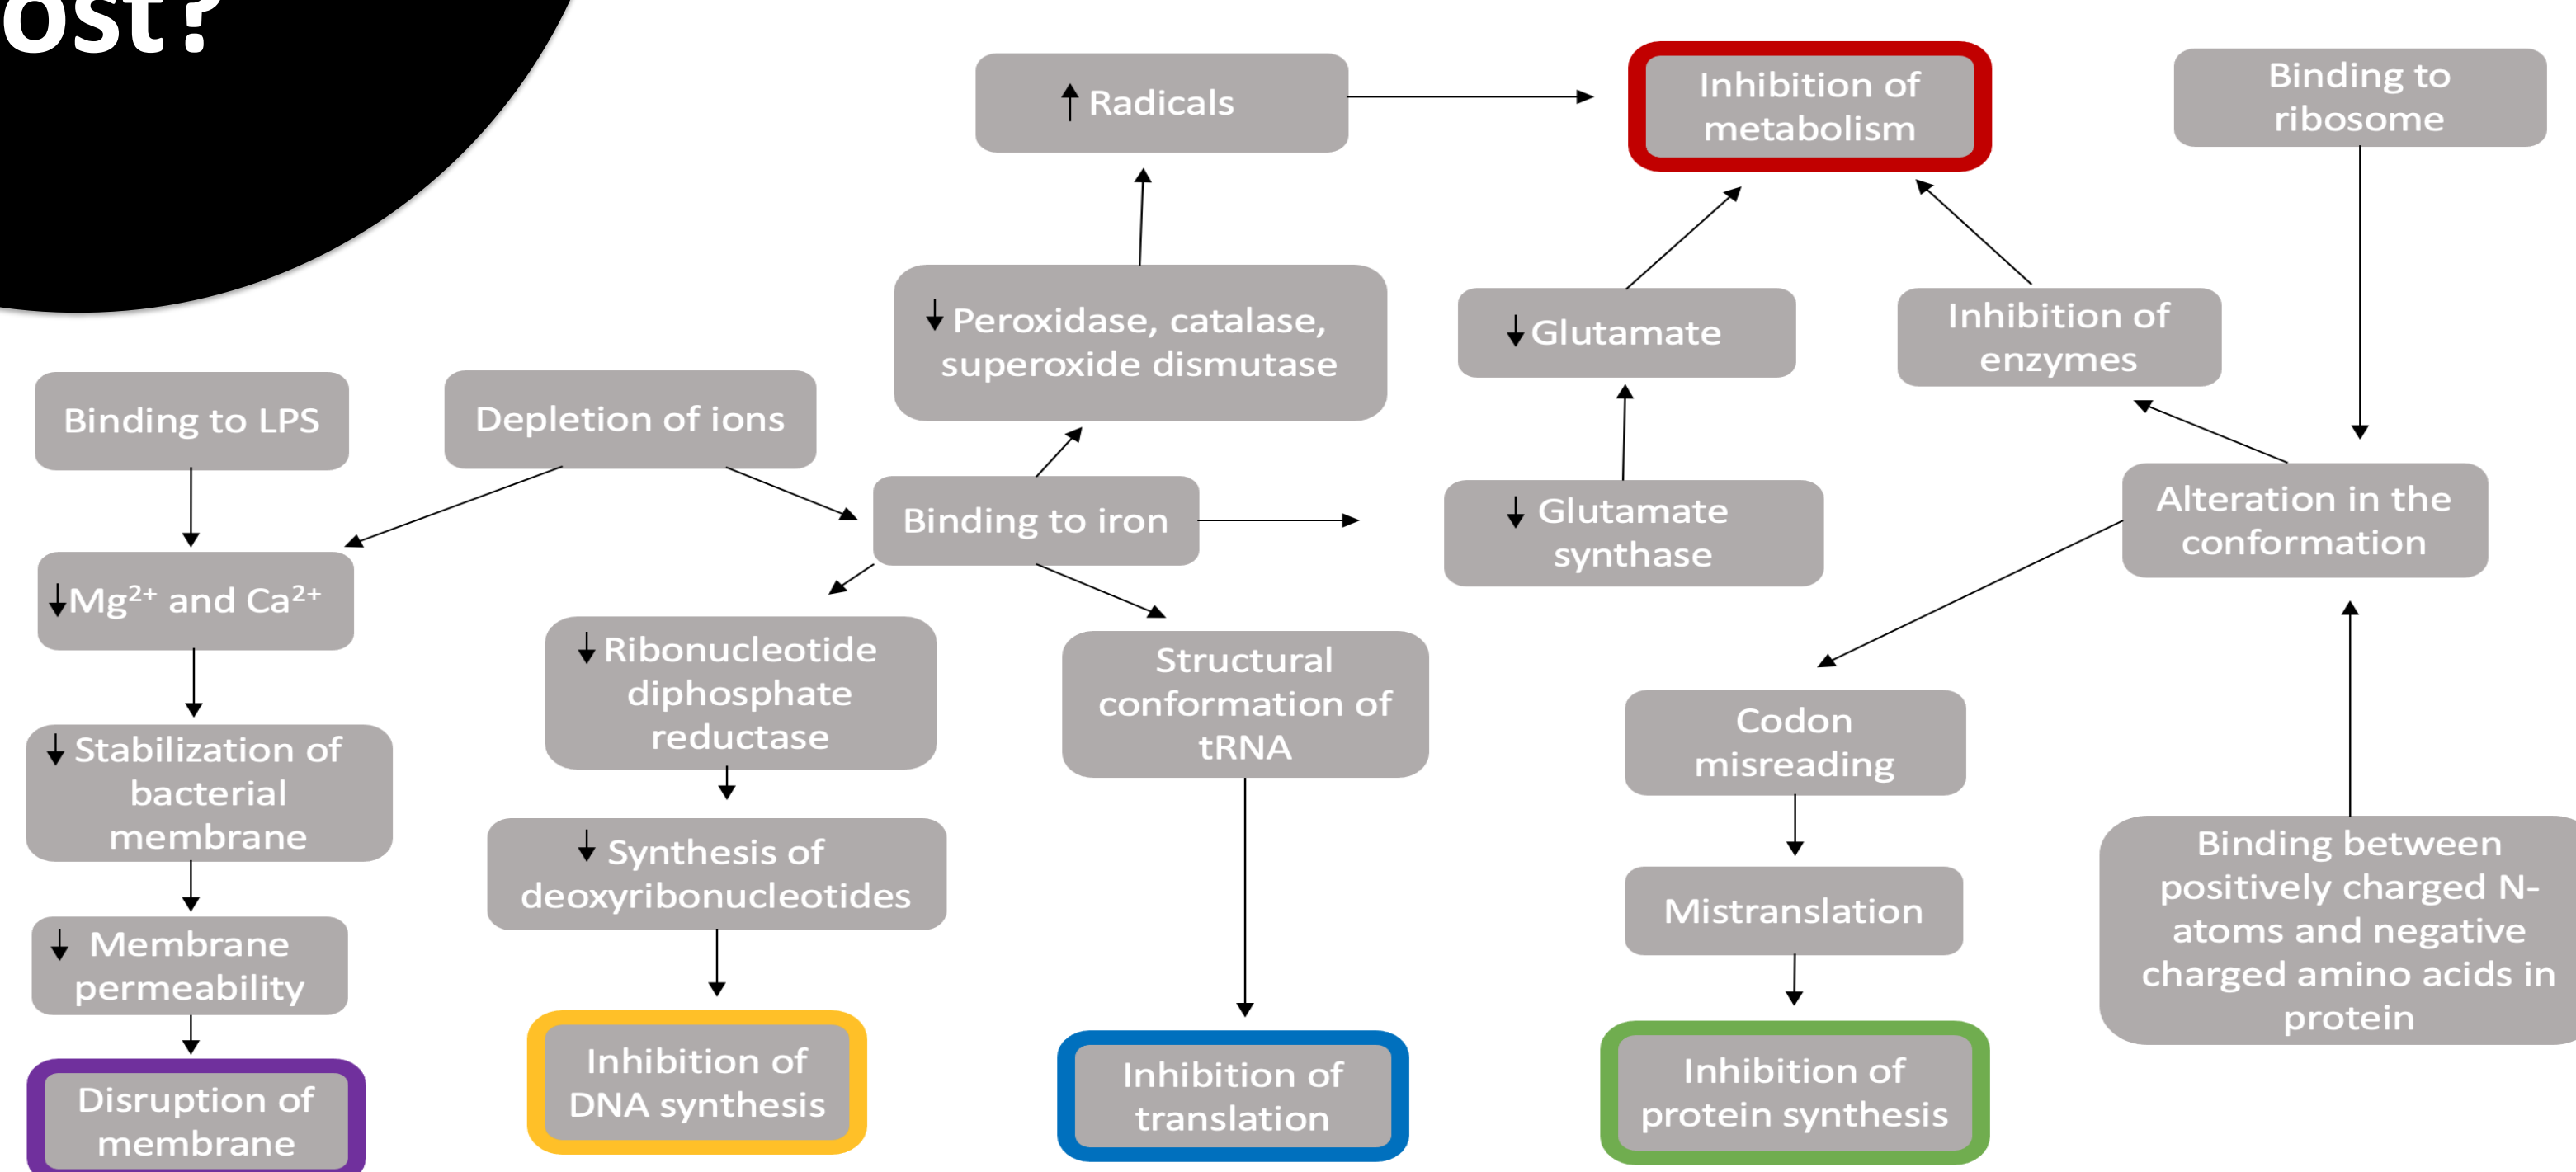 ost?
↑ Radicals
Inhibition of
metabolism
Binding to
ribosome
↓ Peroxidase, catalase,
superoxide dismutase
↓ Glutamate
Inhibition of
enzymes
Binding to LPS
Depletion of ions
Binding to iron
↓ Glutamate
synthase
Alteration in the
conformation
↓ Mg²⁺ and Ca²⁺
↓ Ribonucleotide
diphosphate
reductase
Structural
conformation of
tRNA
Codon
misreading
↓ Stabilization of
bacterial
membrane
↓ Synthesis of
deoxyribonucleotides
Mistranslation
Binding between
positively charged N-
atoms and negative
charged amino acids in
protein
↓ Membrane
permeability
Disruption of
membrane
Inhibition of
DNA synthesis
Inhibition of
translation
Inhibition of
protein synthesis